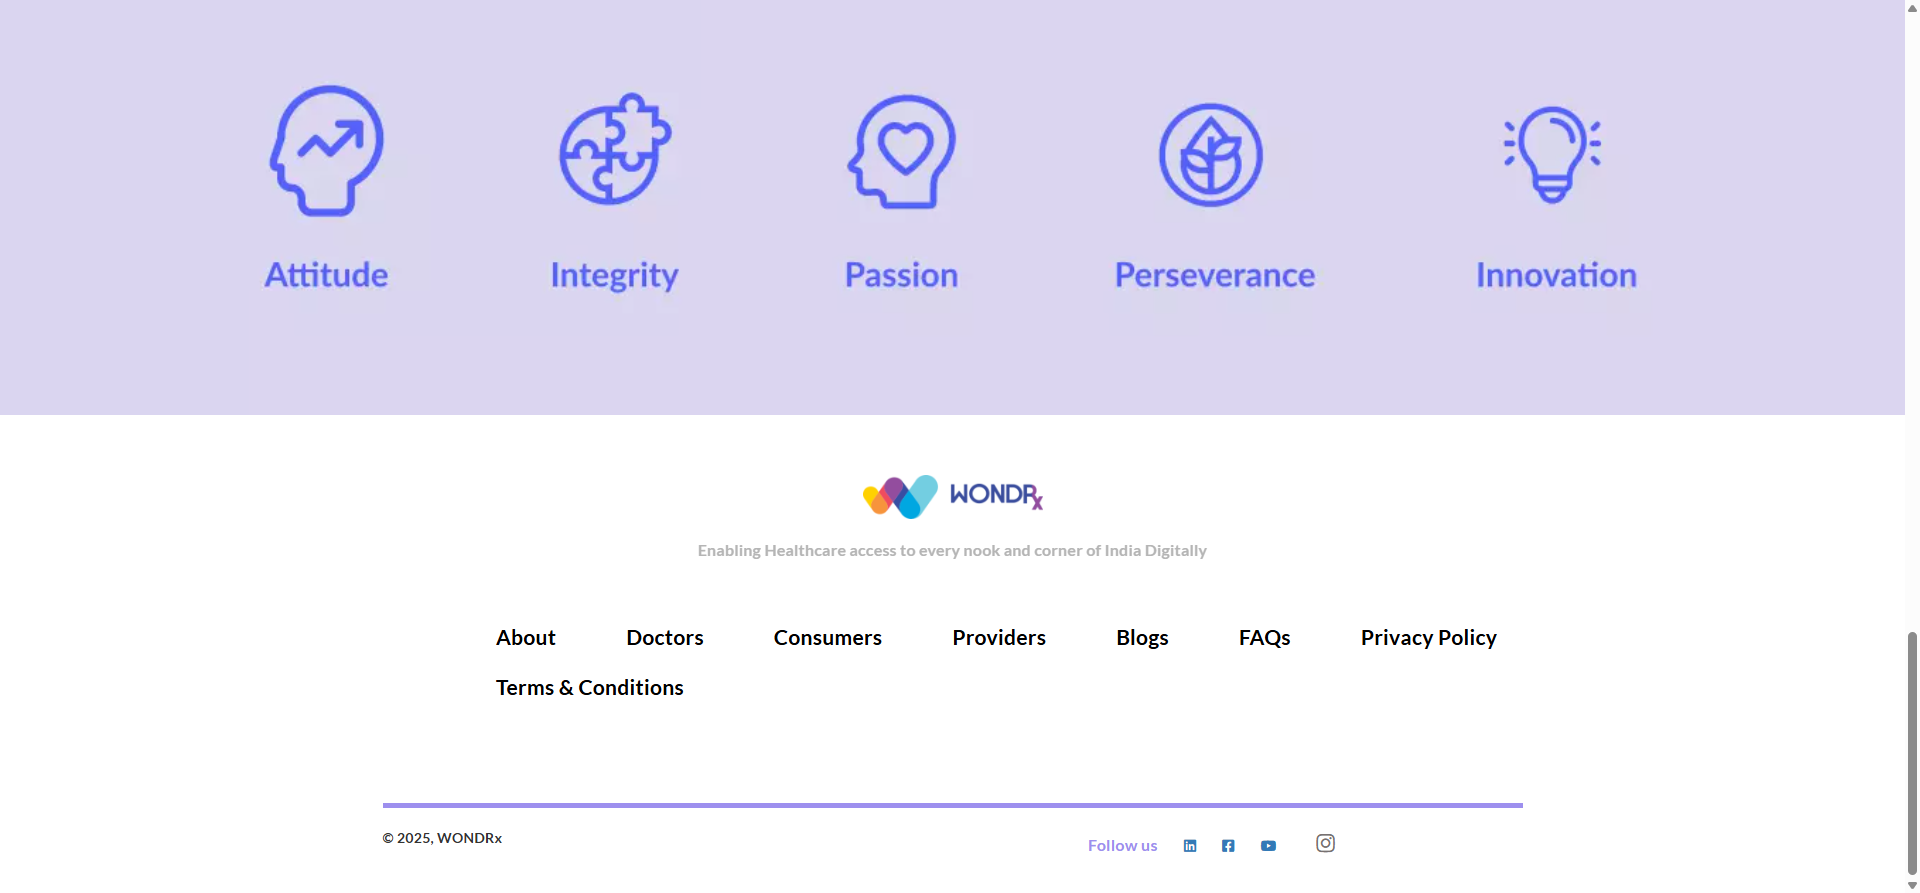 Attitude Integrity Passion Perseverance Innovation
WONDRx
Enabling Healthcare access to every nook and corner of India Digitally
About Doctors Consumers Providers Blogs FAQs Privacy Policy
Terms & Conditions
© 2025, WONDRx
Follow us